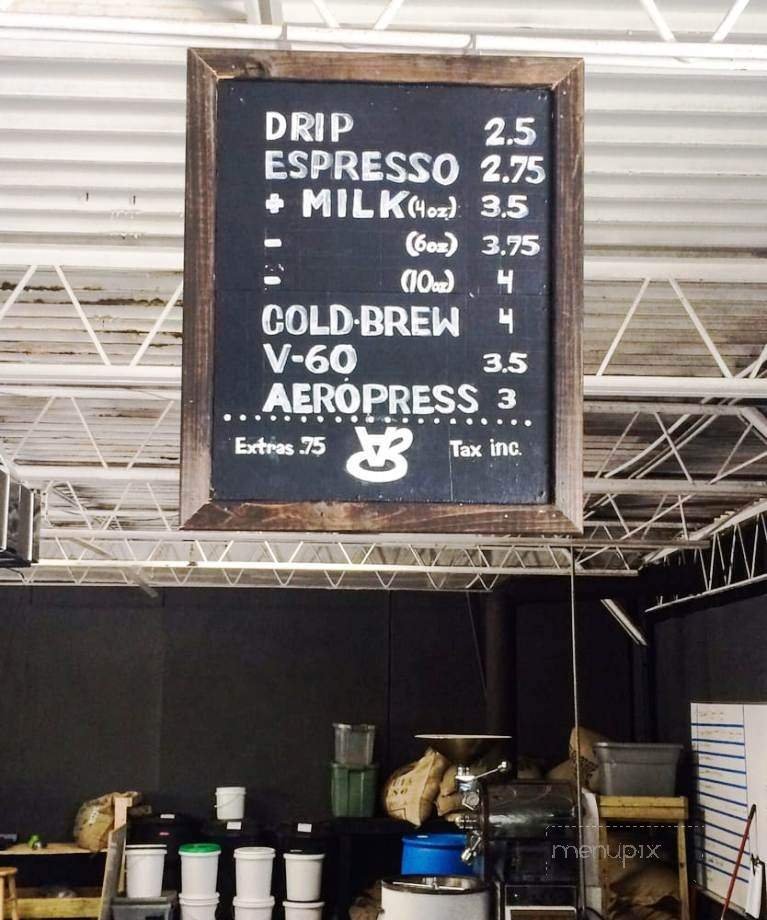 DRIP 2.5
ESPRESSO 2.75
+ MILK (4oz) 3.5
- (6oz) 3.75
- (10oz) 4
COLD·BREW 4
V-60 3.5
AEROPRESS 3
Extras .75 Tax inc.
menupix